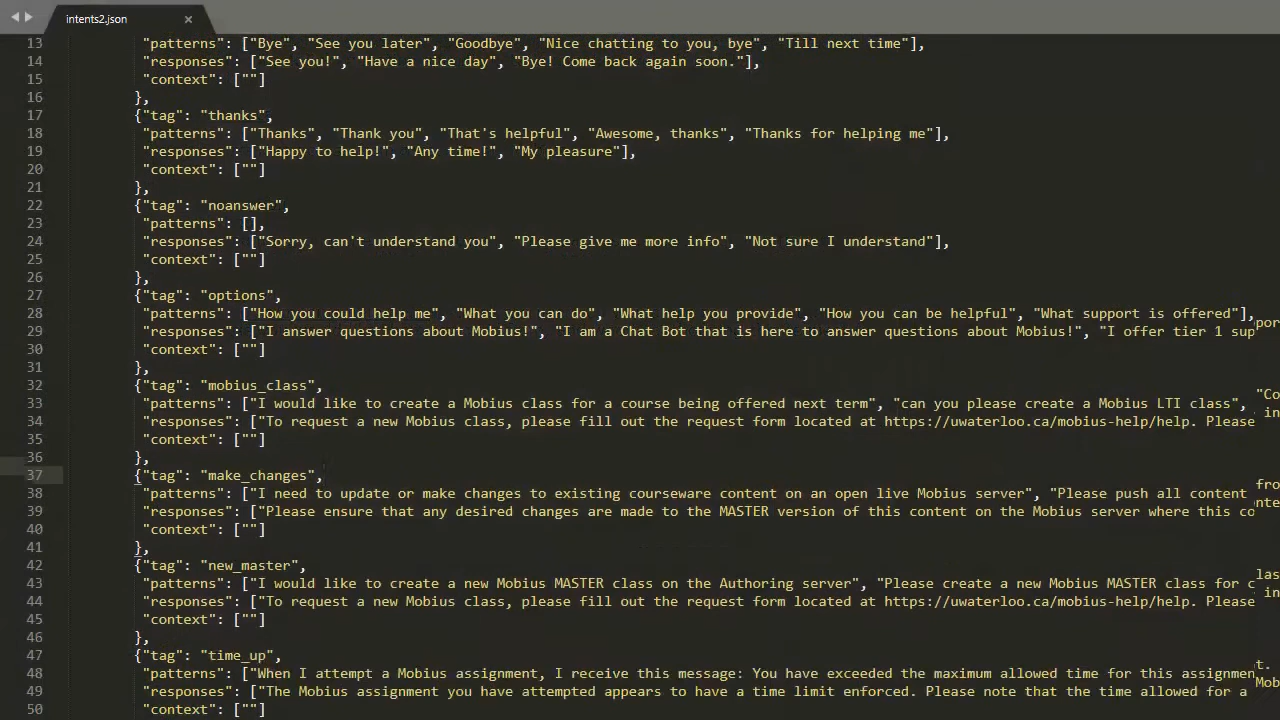 intents2.json ×
13 "patterns": ["Bye", "See you later", "Goodbye", "Nice chatting to you, bye", "Till next time"],
14 "responses": ["See you!", "Have a nice day", "Bye! Come back again soon."],
15 "context": [""]
16 },
17 {"tag": "thanks",
18 "patterns": ["Thanks", "Thank you", "That's helpful", "Awesome, thanks", "Thanks for helping me"],
19 "responses": ["Happy to help!", "Any time!", "My pleasure"],
20 "context": [""]
21 },
22 {"tag": "noanswer",
23 "patterns": [],
24 "responses": ["Sorry, can't understand you", "Please give me more info", "Not sure I understand"],
25 "context": [""]
26 },
27 {"tag": "options",
28 "patterns": ["How you could help me", "What you can do", "What help you provide", "How you can be helpful", "What support is offered"],
29 "responses": ["I answer questions about Mobius!", "I am a Chat Bot that is here to answer questions about Mobius!", "I offer tier 1 sup
30 "context": [""]
31 },
32 {"tag": "mobius_class",
33 "patterns": ["I would like to create a Mobius class for a course being offered next term", "can you please create a Mobius LTI class",
34 "responses": ["To request a new Mobius class, please fill out the request form located at https://uwaterloo.ca/mobius-help/help. Please
35 "context": [""]
36 },
37 {"tag": "make_changes",
38 "patterns": ["I need to update or make changes to existing courseware content on an open live Mobius server", "Please push all content
39 "responses": ["Please ensure that any desired changes are made to the MASTER version of this content on the Mobius server where this co
40 "context": [""]
41 },
42 {"tag": "new_master",
43 "patterns": ["I would like to create a new Mobius MASTER class on the Authoring server", "Please create a new Mobius MASTER class for c
44 "responses": ["To request a new Mobius class, please fill out the request form located at https://uwaterloo.ca/mobius-help/help. Please
45 "context": [""]
46 },
47 {"tag": "time_up",
48 "patterns": ["When I attempt a Mobius assignment, I receive this message: You have exceeded the maximum allowed time for this assignmen
49 "responses": ["The Mobius assignment you have attempted appears to have a time limit enforced. Please note that the time allowed for a
50 "context": [""]